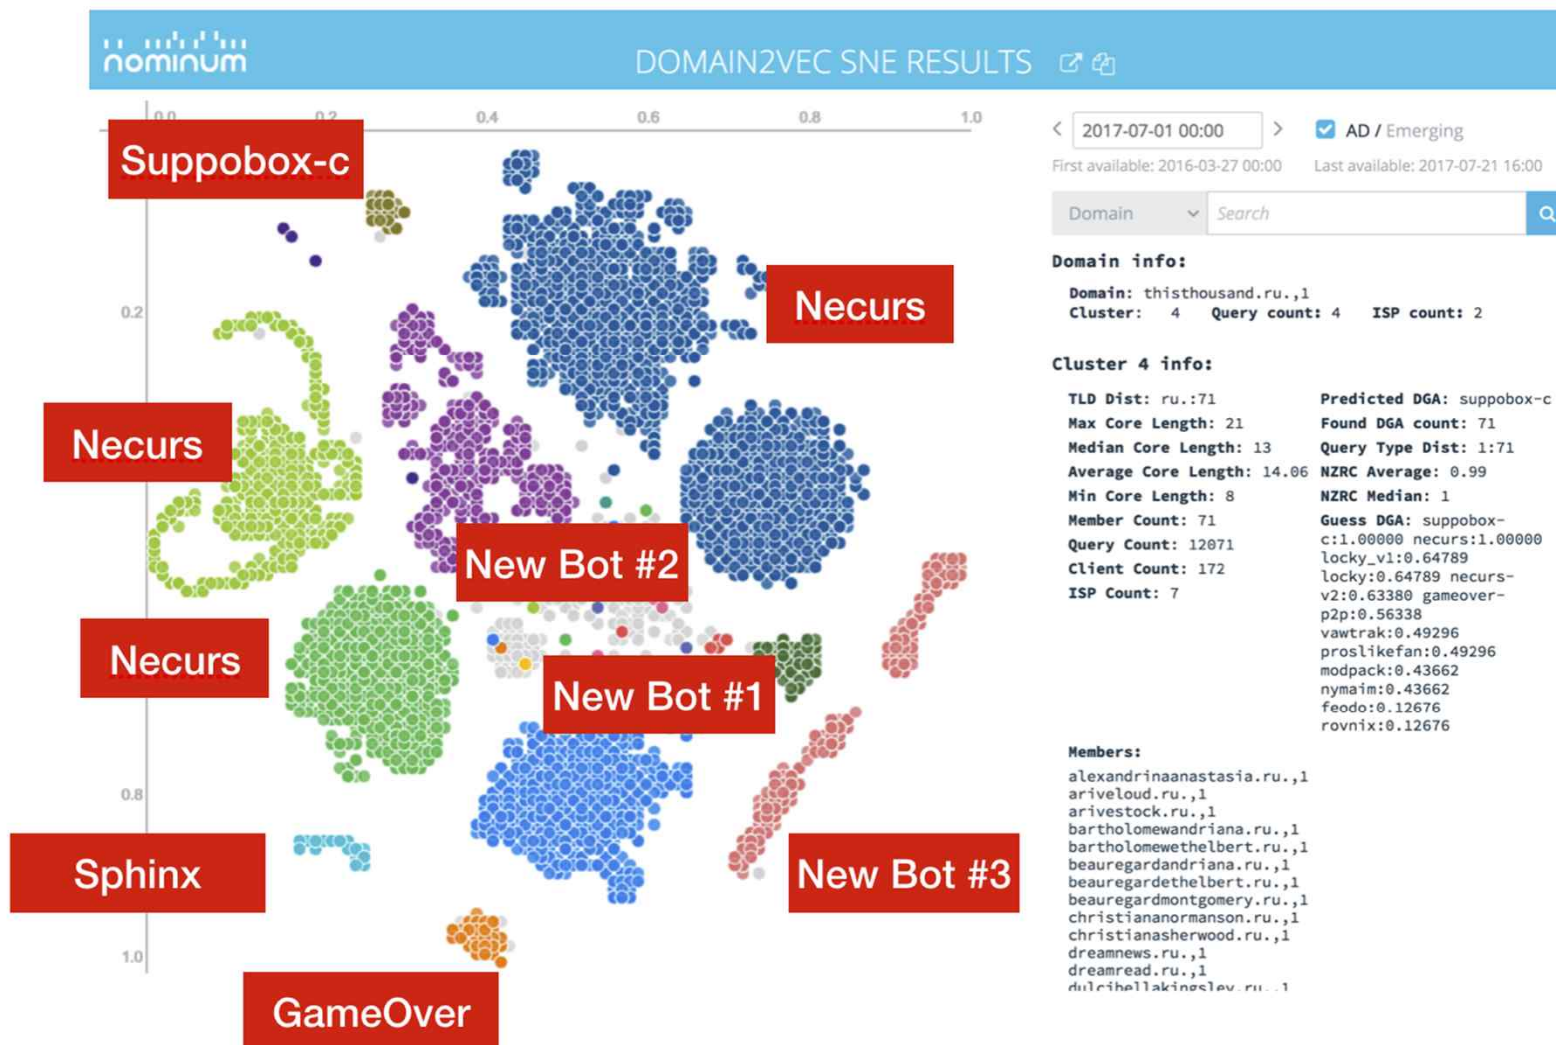 nominum
DOMAIN2VEC SNE RESULTS
0.0 0.2 0.4 0.6 0.8 1.0
0.2
0.8
1.0
Suppobox-c
Necurs
Necurs
New Bot #2
Necurs
New Bot #1
Sphinx
New Bot #3
GameOver
2017-07-01 00:00
AD / Emerging
First available: 2016-03-27 00:00
Last available: 2017-07-21 16:00
Domain
Search
Domain info:
Domain: thisthousand.ru.,1
Cluster: 4 Query count: 4 ISP count: 2
Cluster 4 info:
TLD Dist: ru.:71
Max Core Length: 21
Median Core Length: 13
Average Core Length: 14.06
Min Core Length: 8
Member Count: 71
Query Count: 12071
Client Count: 172
ISP Count: 7
Predicted DGA: suppobox-c
Found DGA count: 71
Query Type Dist: 1:71
NZRC Average: 0.99
NZRC Median: 1
Guess DGA: suppobox-
c:1.00000 necurs:1.00000
locky_v1:0.64789
locky:0.64789 necurs-
v2:0.63380 gameover-
p2p:0.56338
vawtrak:0.49296
proslikefan:0.49296
modpack:0.43662
nymaim:0.43662
feodo:0.12676
rovnix:0.12676
Members:
alexandrinaanastasia.ru.,1
ariveloud.ru.,1
arivestock.ru.,1
bartholomewandriana.ru.,1
bartholomewethelbert.ru.,1
beauregardandriana.ru.,1
beauregardethelbert.ru.,1
beauregardmontgomery.ru.,1
christiananormanson.ru.,1
christianasherwood.ru.,1
dreamnews.ru.,1
dreamread.ru.,1
dulcibellakingsley.ru.,1